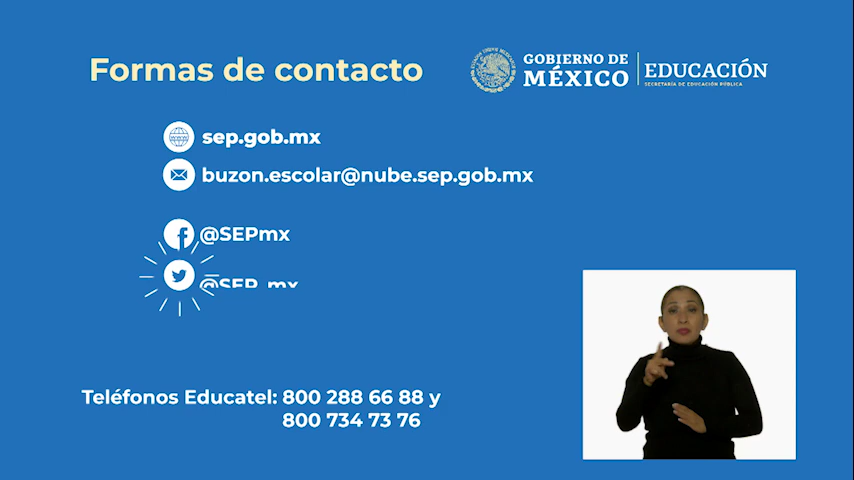 Formas de contacto
GOBIERNO DE
MÉXICO
EDUCACIÓN
SECRETARÍA DE EDUCACIÓN PÚBLICA
sep.gob.mx
buzon.escolar@nube.sep.gob.mx
@SEPmx
@SEP_mx
Teléfonos Educatel: 800 288 66 88 y
800 734 73 76